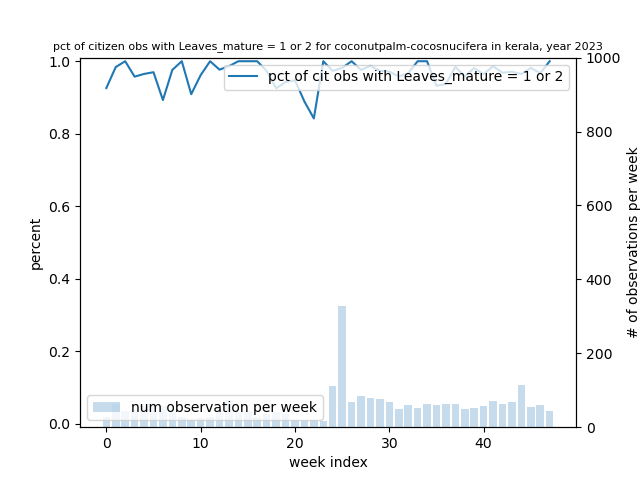 pct of citizen obs with Leaves_mature = 1 or 2 for coconutpalm-cocosnucifera in kerala, year 2023
pct of cit obs with Leaves_mature = 1 or 2
num observation per week
percent
# of observations per week
week index
1.0
0.8
0.6
0.4
0.2
0.0
1000
800
600
400
200
0
0
10
20
30
40